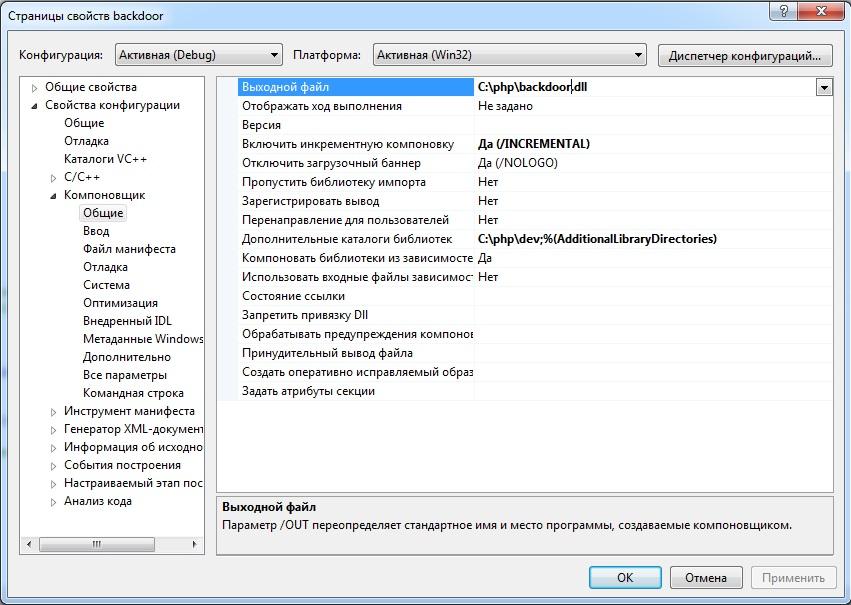 Страницы свойств backdoor
Конфигурация: Активная (Debug) Платформа: Активная (Win32) Диспетчер конфигураций...
Общие свойства
Свойства конфигурации
Общие
Отладка
Каталоги VC++
C/C++
Компоновщик
Общие
Ввод
Файл манифеста
Отладка
Система
Оптимизация
Внедренный IDL
Метаданные Windows
Дополнительно
Все параметры
Командная строка
Инструмент манифеста
Генератор XML-документ
Информация об исходно
События построения
Настраиваемый этап пос
Анализ кода
Выходной файл C:\php\backdoor.dll
Отображать ход выполнения Не задано
Версия
Включить инкрементную компоновку Да (/INCREMENTAL)
Отключить загрузочный баннер Да (/NOLOGO)
Пропустить библиотеку импорта Нет
Зарегистрировать вывод Нет
Перенаправление для пользователей Нет
Дополнительные каталоги библиотек C:\php\dev;%(AdditionalLibraryDirectories)
Компоновать библиотеки из зависимосте Да
Использовать входные файлы зависимост Нет
Состояние ссылки
Запретить привязку Dll
Обрабатывать предупреждения компонов
Принудительный вывод файла
Создать оперативно исправляемый образ
Задать атрибуты секции
Выходной файл
Параметр /OUT переопределяет стандартное имя и место программы, создаваемые компоновщиком.
ОК Отмена Применить